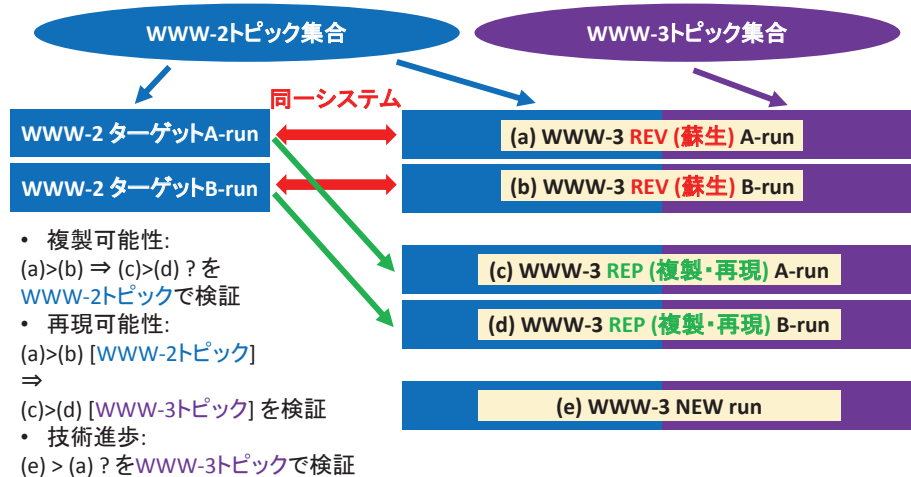 WWW-2トピック集合
WWW-3トピック集合
同一システム
WWW-2 ターゲットA-run
WWW-2 ターゲットB-run
(a) WWW-3 REV (蘇生) A-run
(b) WWW-3 REV (蘇生) B-run
(c) WWW-3 REP (複製・再現) A-run
(d) WWW-3 REP (複製・再現) B-run
(e) WWW-3 NEW run
• 複製可能性:
(a)>(b) ⇒ (c)>(d) ? を
WWW-2トピックで検証
• 再現可能性:
(a)>(b) [WWW-2トピック]
⇒
(c)>(d) [WWW-3トピック] を検証
• 技術進歩:
(e) > (a) ? をWWW-3トピックで検証